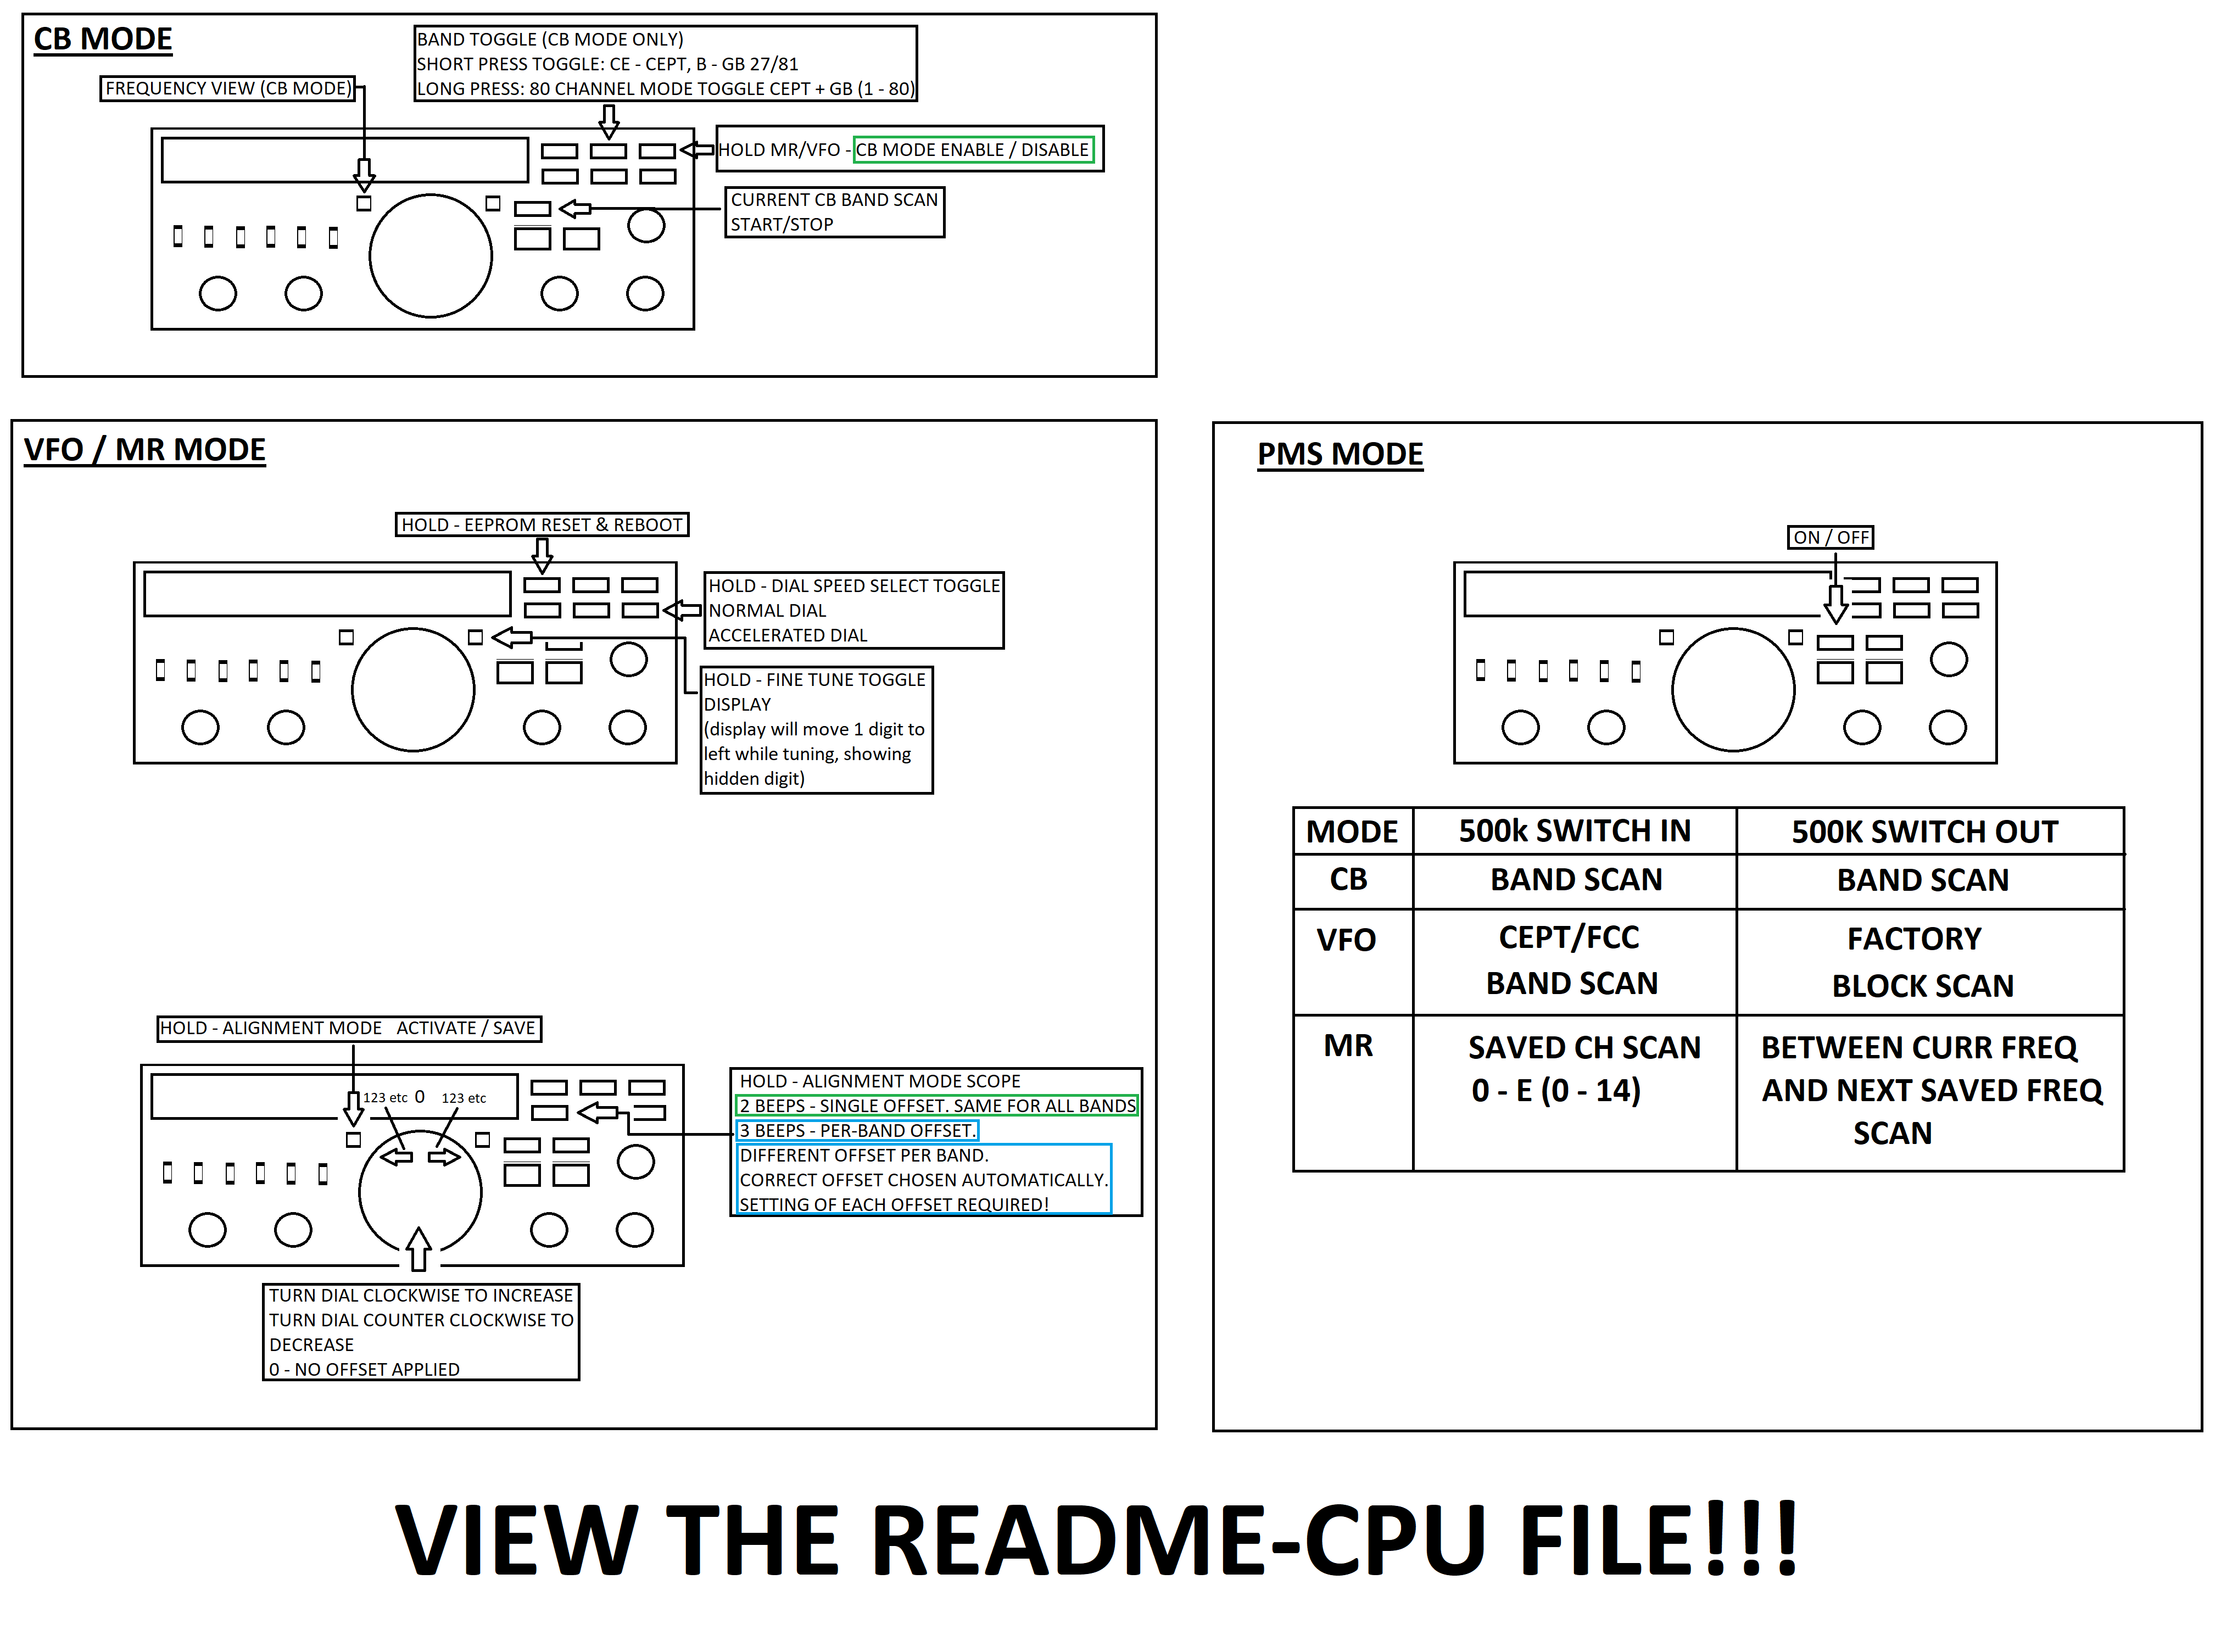 CB MODE
BAND TOGGLE (CB MODE ONLY)
SHORT PRESS TOGGLE: CE - CEPT, B - GB 27/81
LONG PRESS: 80 CHANNEL MODE TOGGLE CEPT + GB (1 - 80)
FREQUENCY VIEW (CB MODE)
HOLD MR/VFO - CB MODE ENABLE / DISABLE
CURRENT CB BAND SCAN
START/STOP
VFO / MR MODE
HOLD - EEPROM RESET & REBOOT
HOLD - DIAL SPEED SELECT TOGGLE
NORMAL DIAL
ACCELERATED DIAL
HOLD - FINE TUNE TOGGLE
DISPLAY
(display will move 1 digit to
left while tuning, showing
hidden digit)
HOLD - ALIGNMENT MODE   ACTIVATE / SAVE
123 etc 0 123 etc
HOLD - ALIGNMENT MODE SCOPE
2 BEEPS - SINGLE OFFSET. SAME FOR ALL BANDS
3 BEEPS - PER-BAND OFFSET.
DIFFERENT OFFSET PER BAND.
CORRECT OFFSET CHOSEN AUTOMATICALLY.
SETTING OF EACH OFFSET REQUIRED!
TURN DIAL CLOCKWISE TO INCREASE
TURN DIAL COUNTER CLOCKWISE TO
DECREASE
0 - NO OFFSET APPLIED
PMS MODE
ON / OFF
MODE 500k SWITCH IN 500K SWITCH OUT
CB BAND SCAN BAND SCAN
VFO CEPT/FCC FACTORY
BAND SCAN BLOCK SCAN
MR SAVED CH SCAN BETWEEN CURR FREQ
0 - E (0 - 14) AND NEXT SAVED FREQ
SCAN
VIEW THE README-CPU FILE!!!